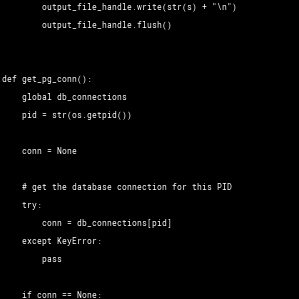 output_file_handle.write(str(s) + "\n")
output_file_handle.flush()
def get_pg_conn():
global db_connections
pid = str(os.getpid())
conn = None
# get the database connection for this PID
try:
conn = db_connections[pid]
except KeyError:
pass
if conn == None: